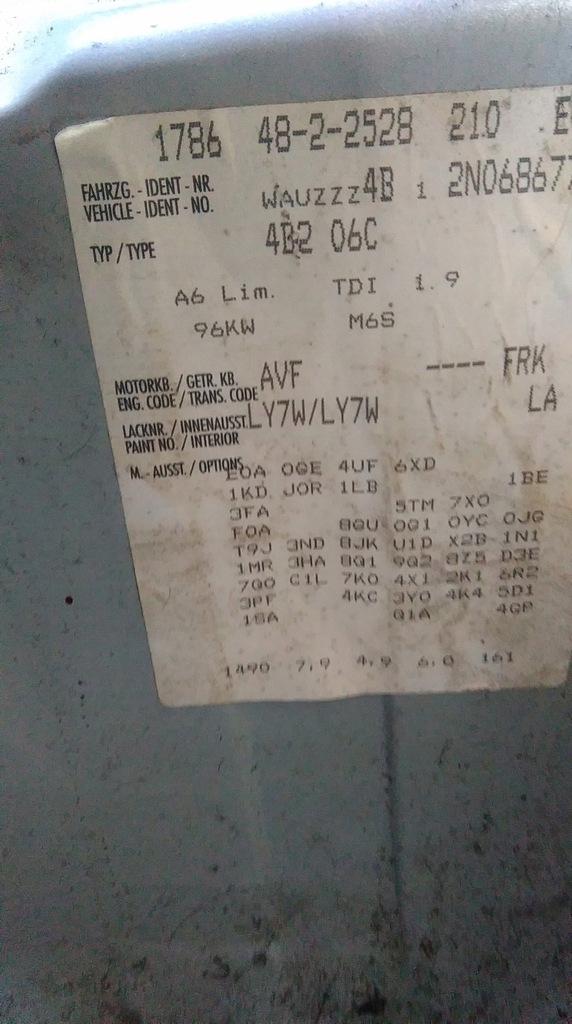 1786 48-2-2528 210 E
FAHRZG. - IDENT - NR.
VEHICLE - IDENT - NO.
WAUZZZ4B 1 2N068677
TYP / TYPE
4B2 06C
A6 Lim. TDI 1.9
96KW M6S
MOTORKB. / GETR. KB.
ENG. CODE / TRANS. CODE
AVF ---- FRK
LACKNR. / INNENAUSST.
PAINT NO. / INTERIOR
LY7W/LY7W LA
M. - AUSST. / OPTIONS
E0A 0GE 4UF 6XD
1KD J0R 1LB 1BE
3FA 5TM 7X0
F0A 8GU 0G1 0YC 0JG
T9J 3ND 8JK U1D X2B 1N1
1MR 3HA 8Q1 9Q2 8Z5 D3E
7G0 C1L 7K0 4X1 2K1 6R2
3PF 4KC 3Y0 4K4 5D1
1SA Q1A 4GP
1490 7,9 4,9 6,0 161